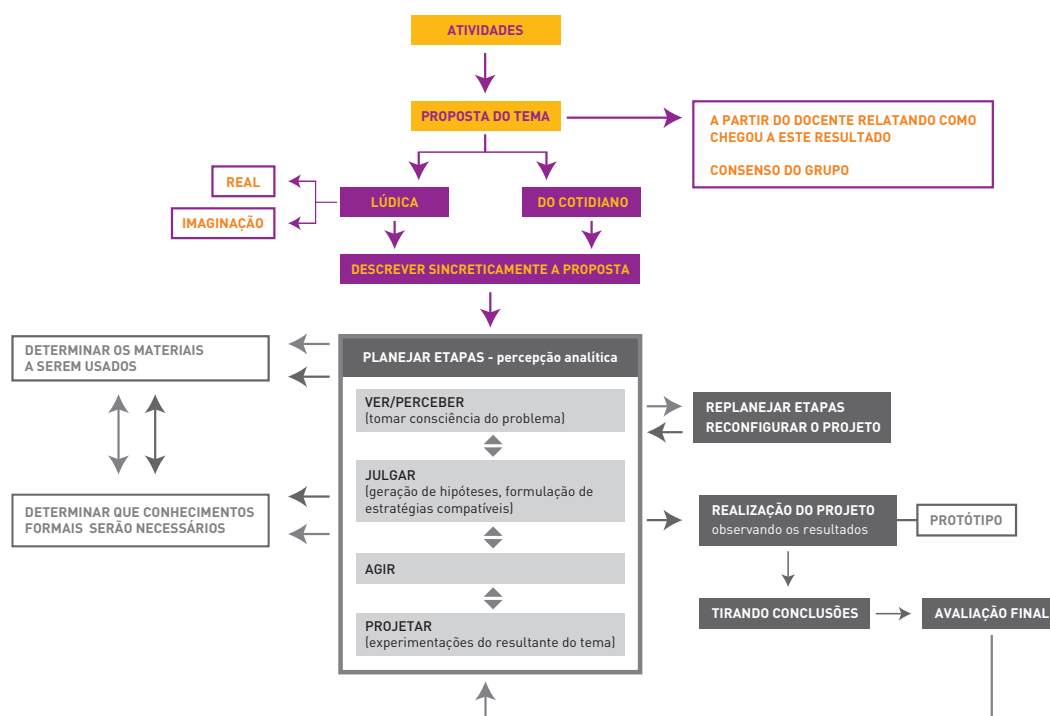 ATIVIDADES
PROPOSTA DO TEMA
A PARTIR DO DOCENTE RELATANDO COMO
CHEGOU A ESTE RESULTADO
CONSENSO DO GRUPO
REAL
IMAGINAÇÃO
LÚDICA
DO COTIDIANO
DESCREVER SINCRETICAMENTE A PROPOSTA
DETERMINAR OS MATERIAIS
A SEREM USADOS
DETERMINAR QUE CONHECIMENTOS
FORMAIS SERÃO NECESSÁRIOS
PLANEJAR ETAPAS - percepção analítica
VER/PERCEBER
(tomar consciência do problema)
JULGAR
(geração de hipóteses, formulação de
estratégias compatíveis)
AGIR
PROJETAR
(experimentações do resultante do tema)
REPLANEJAR ETAPAS
RECONFIGURAR O PROJETO
REALIZAÇÃO DO PROJETO
observando os resultados
PROTÓTIPO
TIRANDO CONCLUSÕES
AVALIAÇÃO FINAL